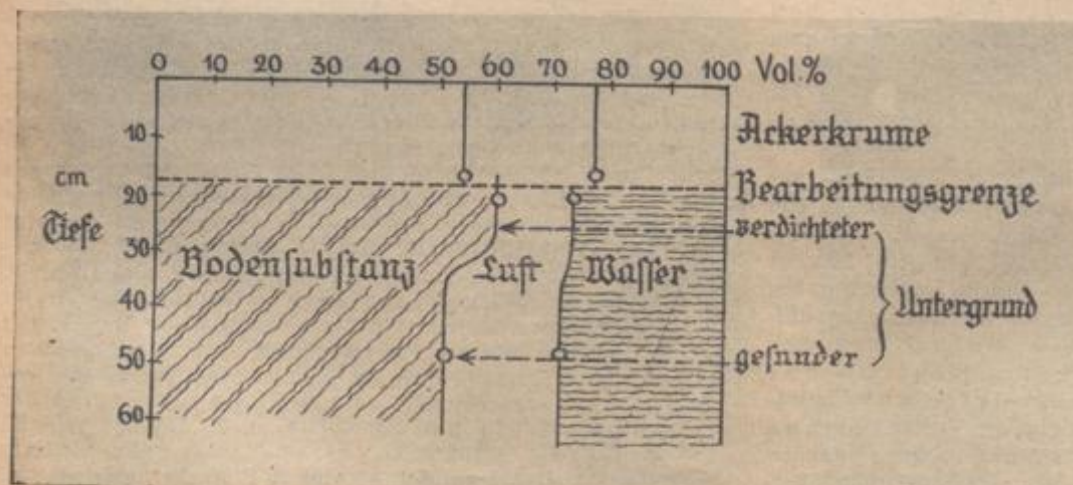 0 10 20 30 40 50 60 70 80 90 100 Vol.%
10 Ackerkrume
cm 20 Bearbeitungsgrenze
Tiefe verdichteter
30 Bodenſubſtanz Luft Waſſer
40 Untergrund
50 geſunder
60